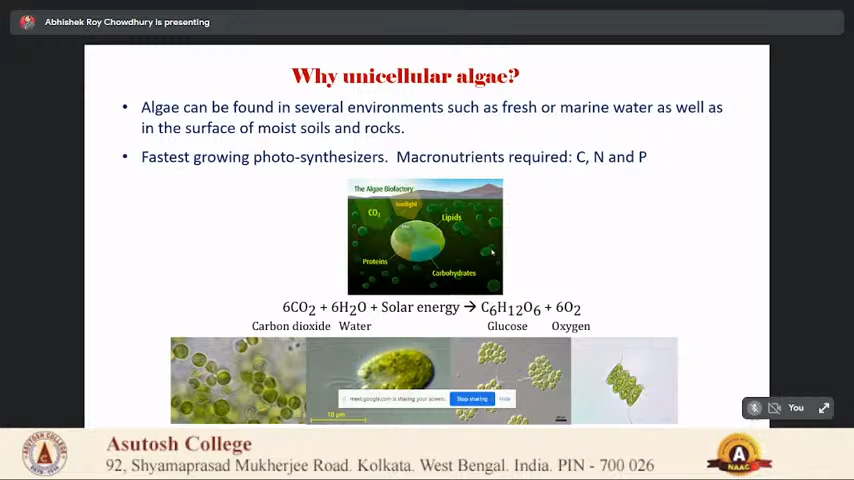 Abhishek Roy Chowdhury is presenting
Why unicellular algae?
• Algae can be found in several environments such as fresh or marine water as well as
in the surface of moist soils and rocks.
• Fastest growing photo-synthesizers. Macronutrients required: C, N and P
The Algae Biofactory
Sunlight
CO₂
Lipids
Proteins
Carbohydrates
6CO₂ + 6H₂O + Solar energy → C₆H₁₂O₆ + 6O₂
Carbon dioxide Water Glucose Oxygen
meet.google.com is sharing your screen. Stop sharing Hide
10 µm
You
Asutosh College
92, Shyamaprasad Mukherjee Road. Kolkata. West Bengal. India. PIN - 700 026
A
NAAC